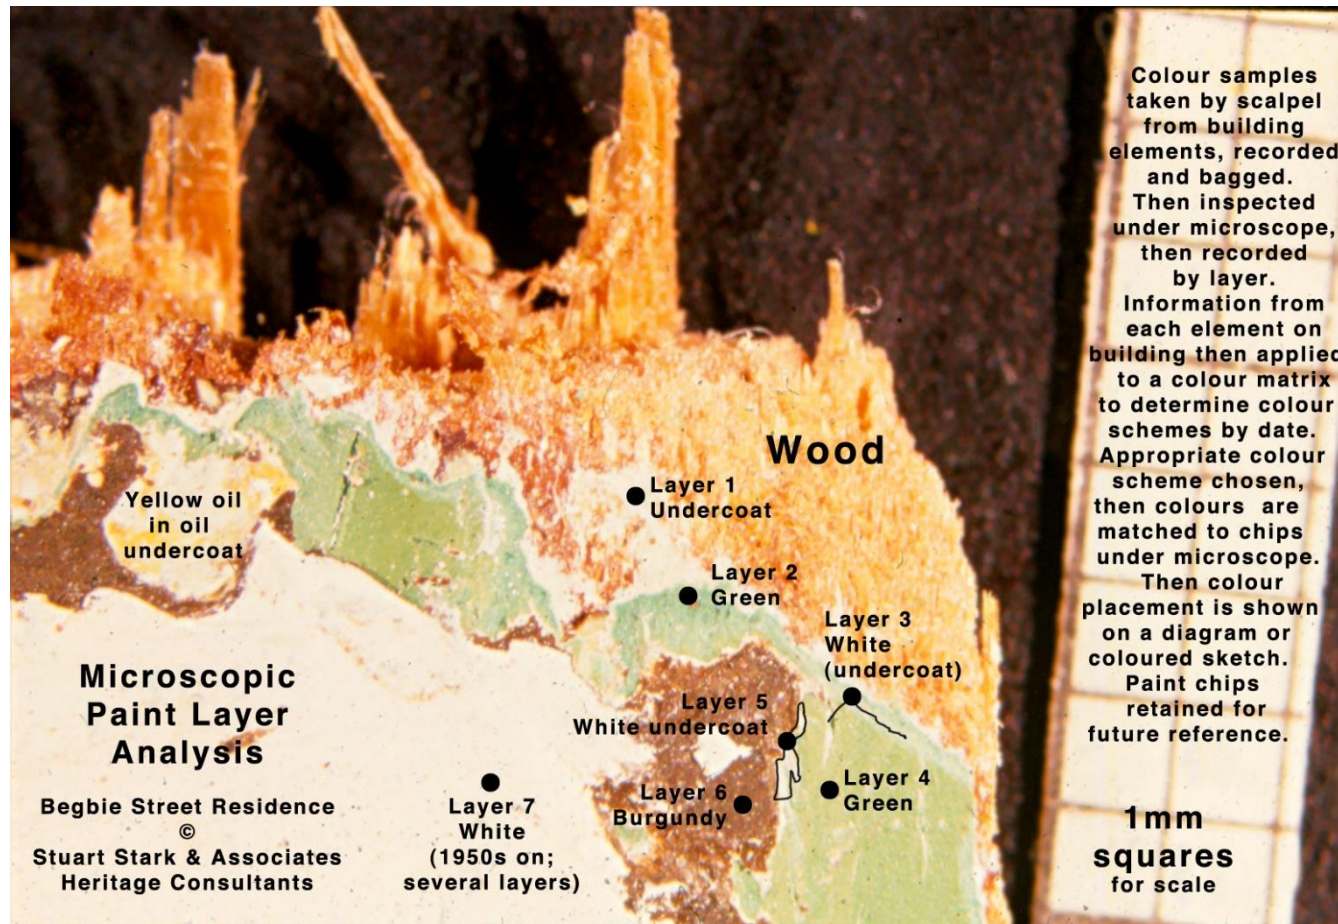 Colour samples
taken by scalpel
from building
elements, recorded
and bagged.
Then inspected
under microscope,
then recorded
by layer.
Information from
each element on
building then applied
to a colour matrix
to determine colour
schemes by date.
Appropriate colour
scheme chosen,
then colours are
matched to chips
under microscope.
Then colour
placement is shown
on a diagram or
coloured sketch.
Paint chips
retained for
future reference.
1mm
squares
for scale
Wood
Layer 1
Undercoat
Yellow oil
in oil
undercoat
Layer 2
Green
Layer 3
White
(undercoat)
Layer 5
White undercoat
Layer 4
Green
Layer 6
Burgundy
Layer 7
White
(1950s on;
several layers)
Microscopic
Paint Layer
Analysis
Begbie Street Residence
©
Stuart Stark & Associates
Heritage Consultants